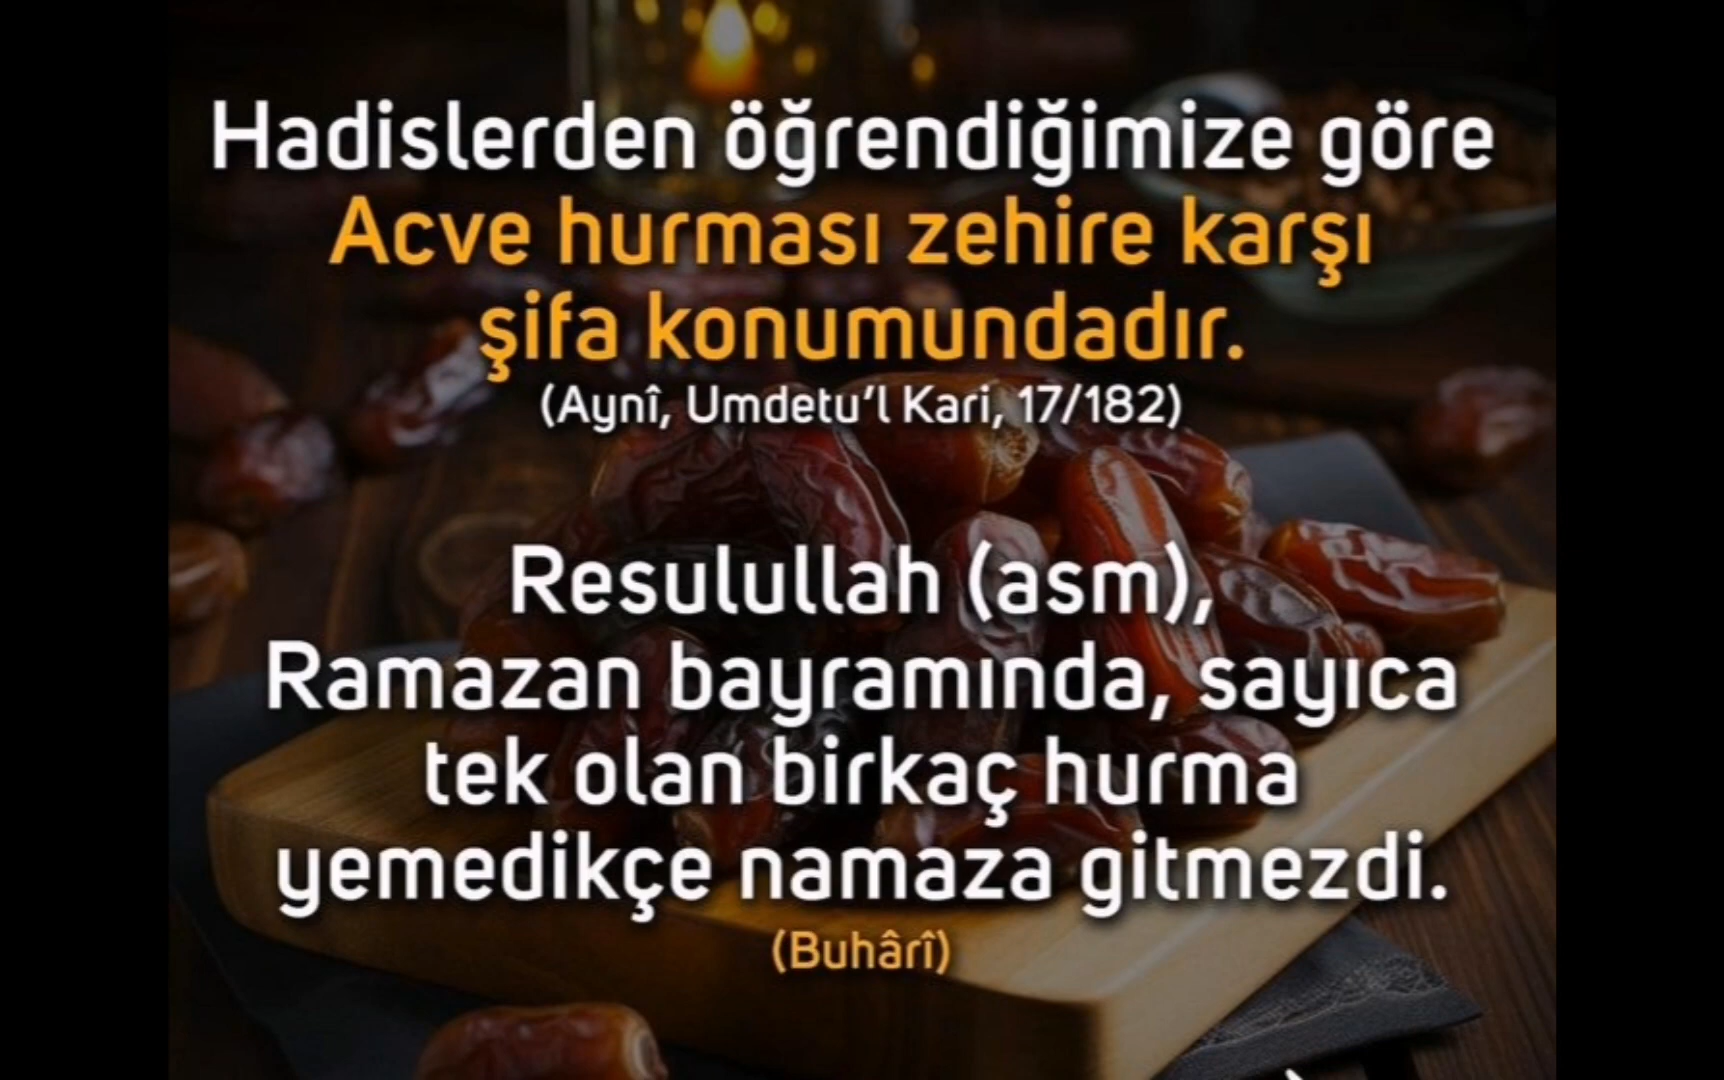 Hadislerden öğrendiğimize göre
Acve hurması zehire karşı
şifa konumundadır.
(Aynî, Umdetu'l Kari, 17/182)
Resulullah (asm),
Ramazan bayramında, sayıca
tek olan birkaç hurma
yemedikçe namaza gitmezdi.
(Buhârî)